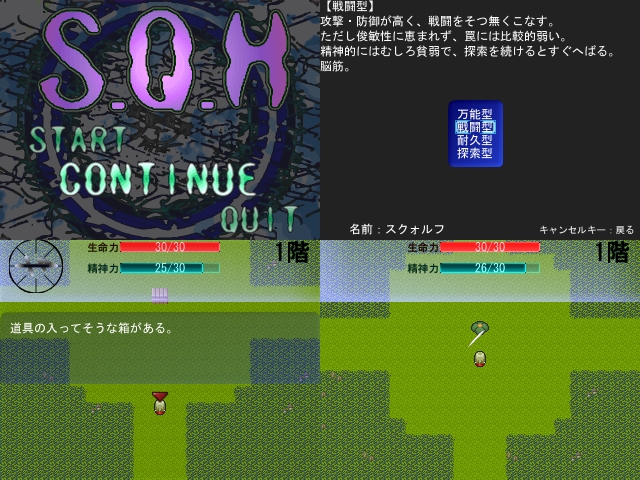 S.Q.H
START
CONTINUE
QUIT
【戦闘型】
攻撃・防御が高く、戦闘をそつ無くこなす。
ただし俊敏性に恵まれず、罠には比較的弱い。
精神的にはむしろ貧弱で、探索を続けるとすぐへばる。
脳筋。
万能型
戦闘型
耐久型
探索型
名前：スクォルフ
キャンセルキー：戻る
生命力 30/30
1階
精神力 25/30
道具の入ってそうな箱がある。
生命力 30/30
1階
精神力 26/30